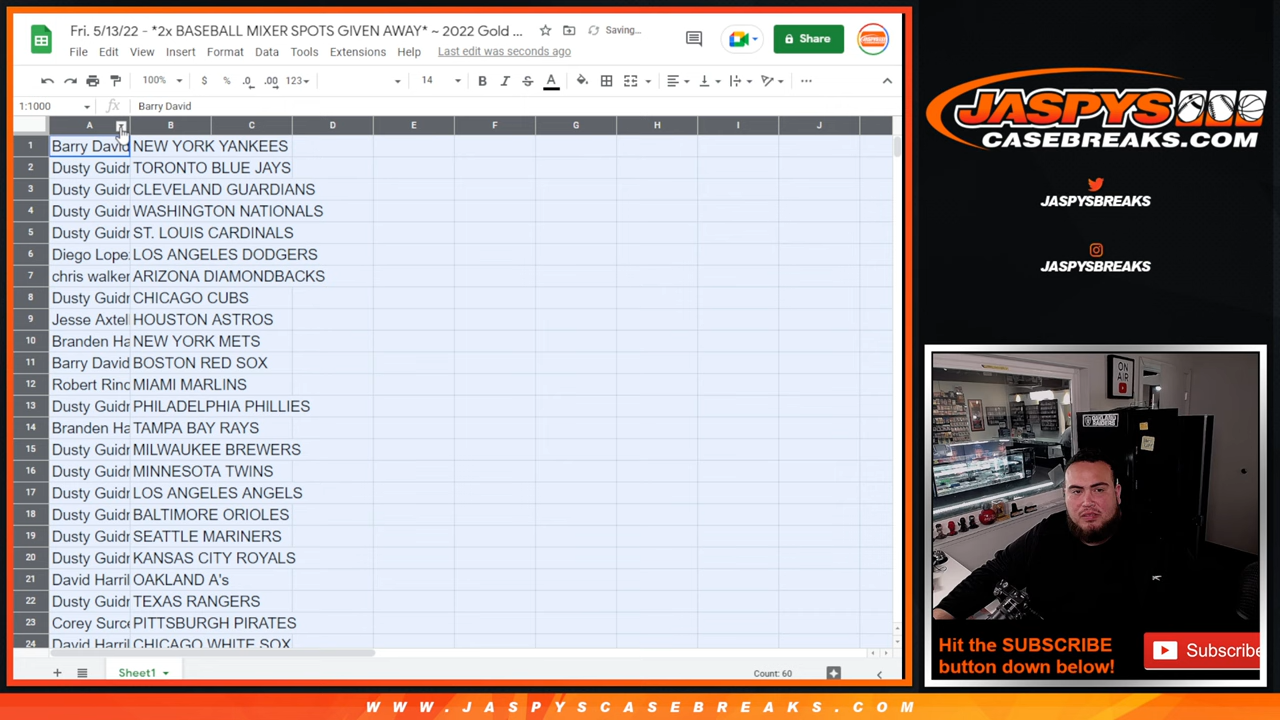 Fri. 5/13/22 - *2x BASEBALL MIXER SPOTS GIVEN AWAY* ~ 2022 Gold ... Saving...
File Edit View Insert Format Data Tools Extensions Help Last edit was seconds ago
Share
100% $ % .0 .00 123 14 B I S A
1:1000 fx Barry David
A B C D E F G H I J
1 Barry David NEW YORK YANKEES
2 Dusty Guidr TORONTO BLUE JAYS
3 Dusty Guidr CLEVELAND GUARDIANS
4 Dusty Guidr WASHINGTON NATIONALS
5 Dusty Guidr ST. LOUIS CARDINALS
6 Diego Lope LOS ANGELES DODGERS
7 chris walker ARIZONA DIAMONDBACKS
8 Dusty Guidr CHICAGO CUBS
9 Jesse Axtel HOUSTON ASTROS
10 Branden Ha NEW YORK METS
11 Barry David BOSTON RED SOX
12 Robert Rinc MIAMI MARLINS
13 Dusty Guidr PHILADELPHIA PHILLIES
14 Branden Ha TAMPA BAY RAYS
15 Dusty Guidr MILWAUKEE BREWERS
16 Dusty Guidr MINNESOTA TWINS
17 Dusty Guidr LOS ANGELES ANGELS
18 Dusty Guidr BALTIMORE ORIOLES
19 Dusty Guidr SEATTLE MARINERS
20 Dusty Guidr KANSAS CITY ROYALS
21 David Harril OAKLAND A's
22 Dusty Guidr TEXAS RANGERS
23 Corey Surce PITTSBURGH PIRATES
24 David Harril CHICAGO WHITE SOX
Sheet1
Count: 60
JASPYS
CASEBREAKS.COM
JASPYSBREAKS
JASPYSBREAKS
ON
AIR
Hit the SUBSCRIBE
button down below!
Subscribe
WWW.JASPYSCASEBREAKS.COM